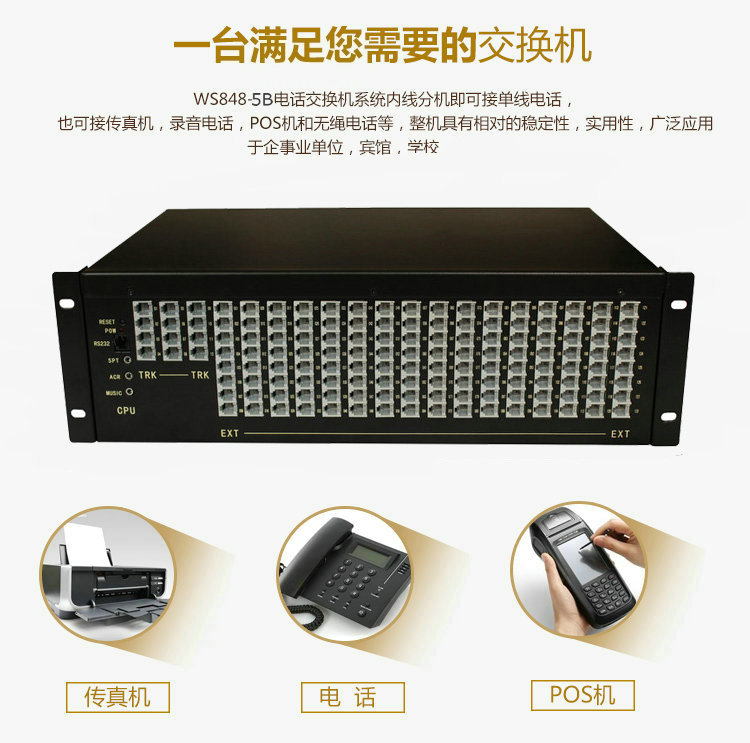 一台满足您需要的交换机
WS848-5B电话交换机系统内线分机即可接单线电话，
也可接传真机，录音电话，POS机和无绳电话等，整机具有相对的稳定性，实用性，广泛应用
于企事业单位，宾馆，学校
RESET
POW
RS232
SPT
ACR
MUSIC
CPU
TRK TRK
EXT EXT
传真机
电 话
POS机